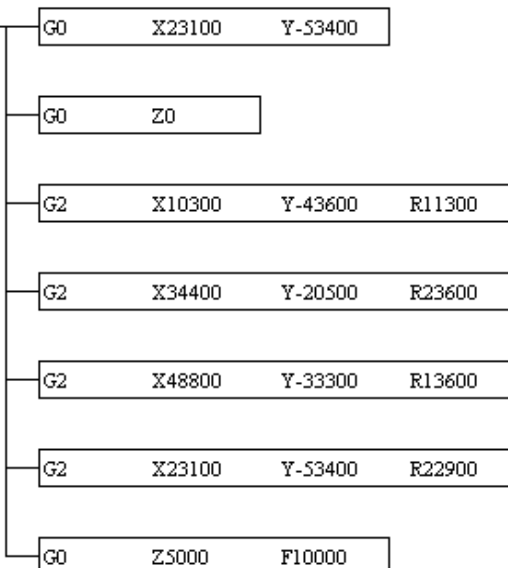 G0 X23100 Y-53400
G0 Z0
G2 X10300 Y-43600 R11300
G2 X34400 Y-20500 R23600
G2 X48800 Y-33300 R13600
G2 X23100 Y-53400 R22900
G0 Z5000 F10000